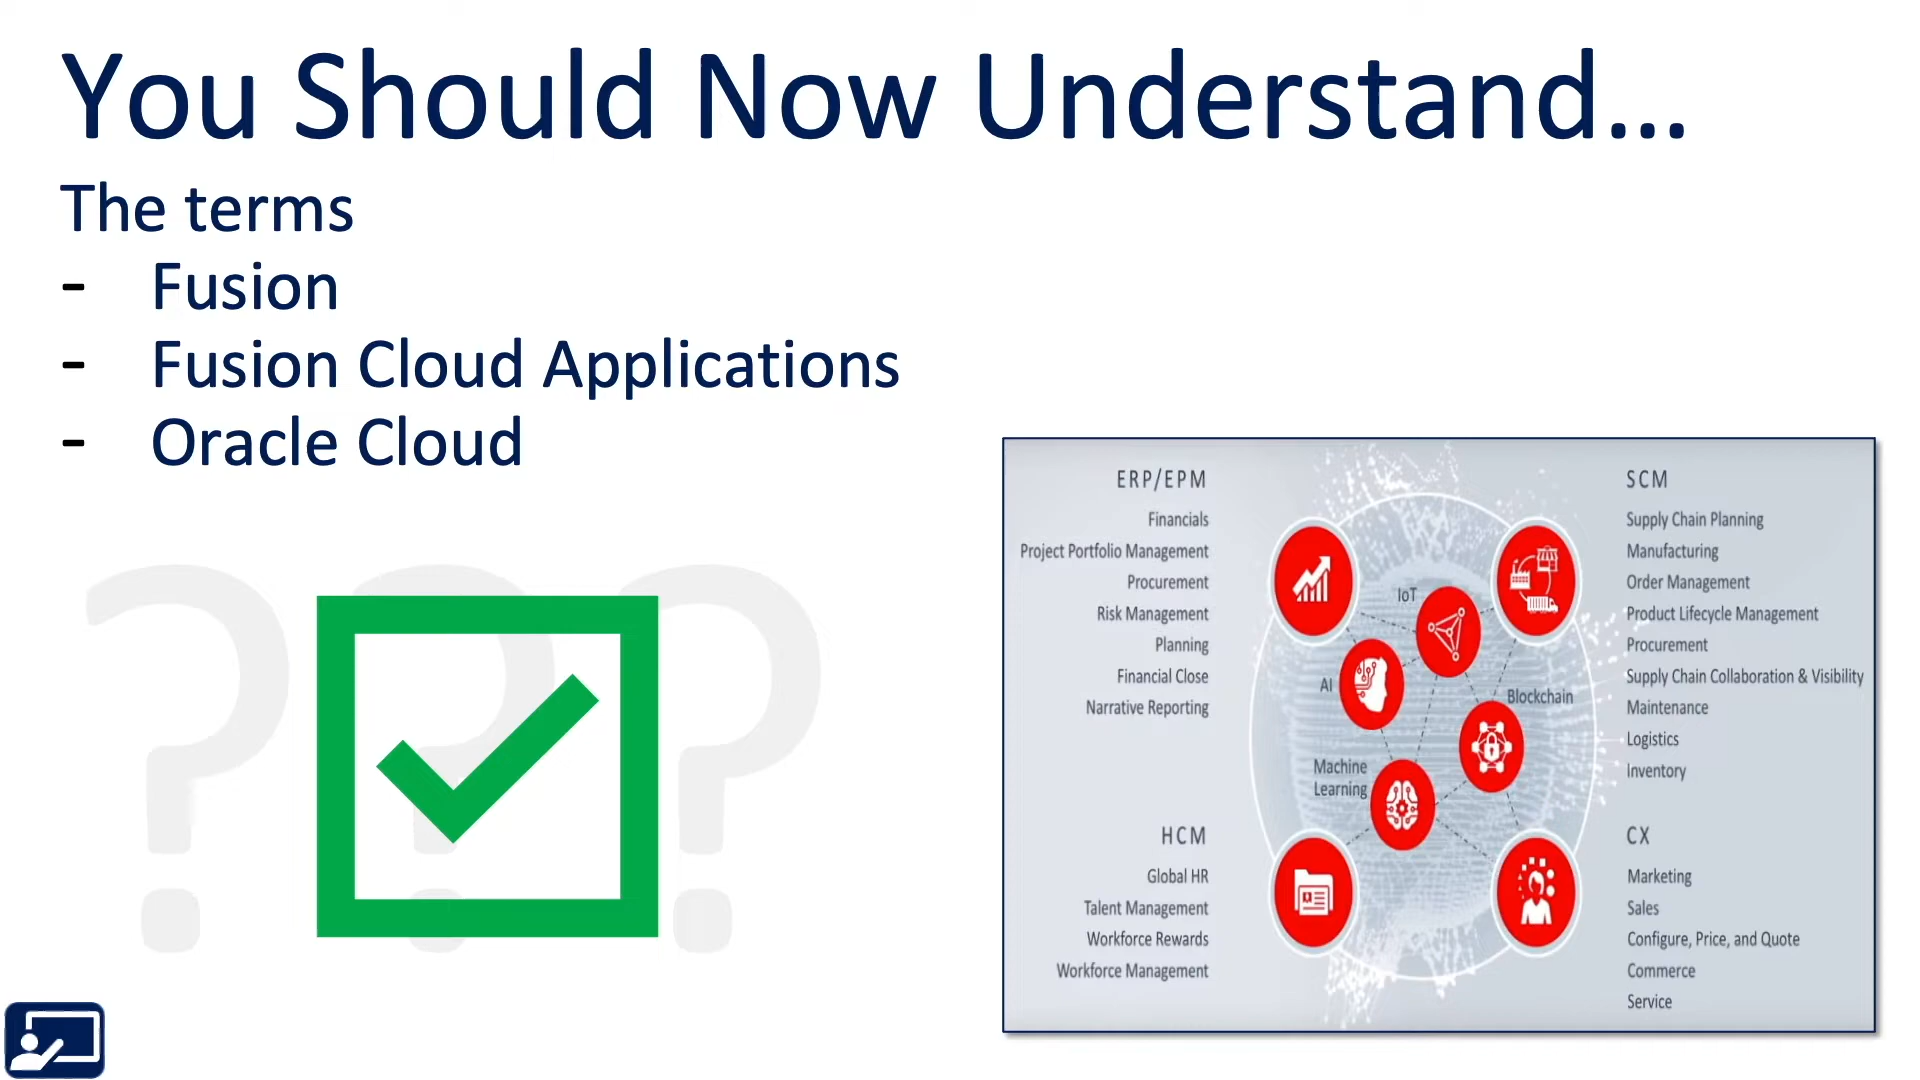 You Should Now Understand...
The terms
- Fusion
- Fusion Cloud Applications
- Oracle Cloud
???
ERP/EPM
Financials
Project Portfolio Management
Procurement
Risk Management
Planning
Financial Close
Narrative Reporting
HCM
Global HR
Talent Management
Workforce Rewards
Workforce Management
IoT
AI
Blockchain
Machine
Learning
SCM
Supply Chain Planning
Manufacturing
Order Management
Product Lifecycle Management
Procurement
Supply Chain Collaboration & Visibility
Maintenance
Logistics
Inventory
CX
Marketing
Sales
Configure, Price, and Quote
Commerce
Service